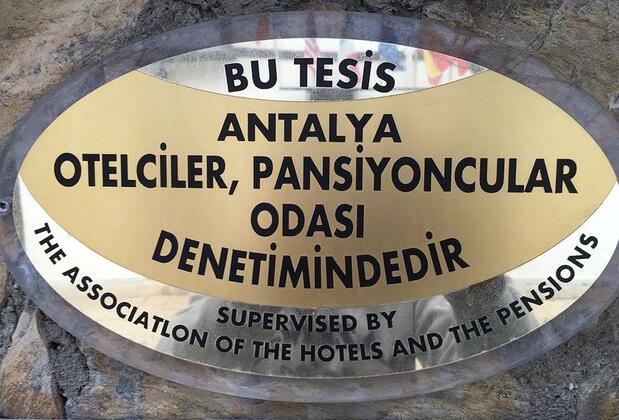 BU TESİS
ANTALYA
OTELCİLER, PANSİYONCULAR
ODASI
DENETİMİNDEDİR
SUPERVISED BY
THE ASSOCIATLON OF THE HOTELS AND THE PENSIONS